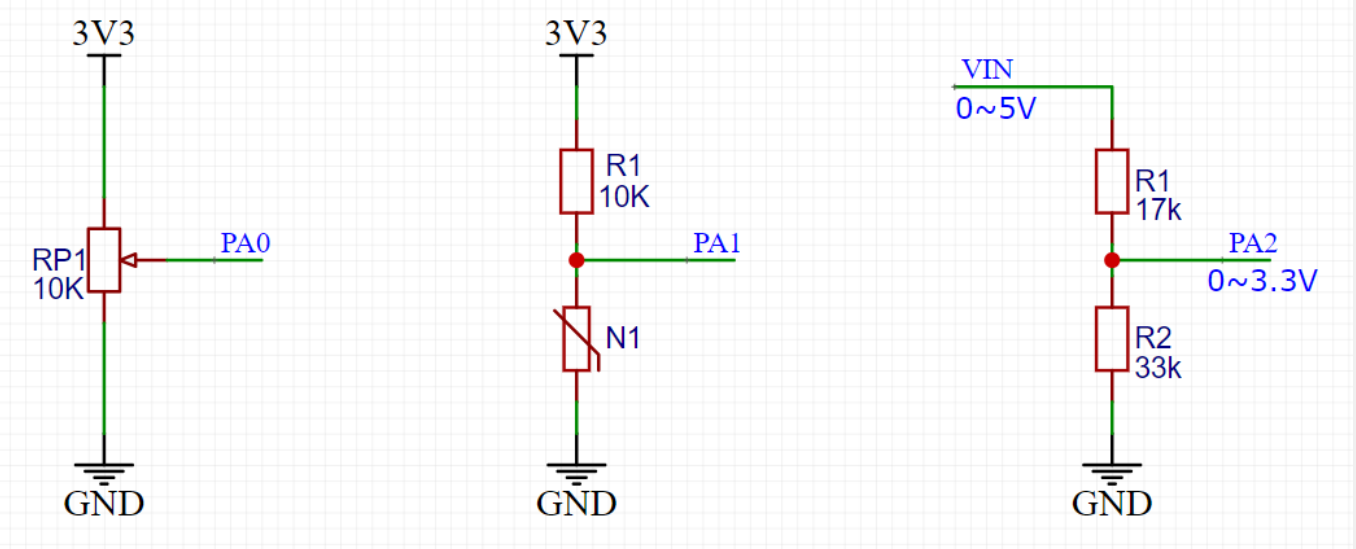 3V3
RP1
10K
PA0
GND
3V3
R1
10K
PA1
N1
GND
VIN
0~5V
R1
17k
PA2
0~3.3V
R2
33k
GND